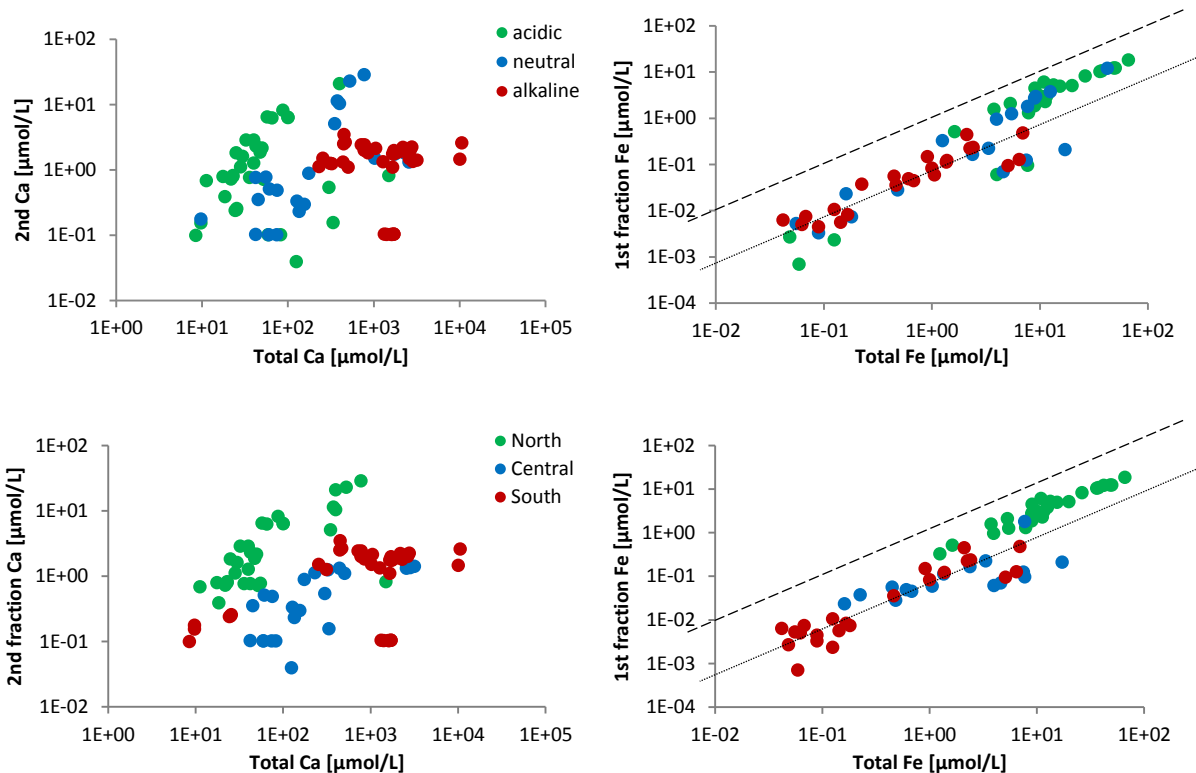 1E+02
1E+01
1E+00
1E-01
1E-02
2nd Ca [µmol/L]
1E+00 1E+01 1E+02 1E+03 1E+04 1E+05
Total Ca [µmol/L]
acidic
neutral
alkaline
1E+02
1E+01
1E+00
1E-01
1E-02
1E-03
1E-04
1st fraction Fe [µmol/L]
1E-02 1E-01 1E+00 1E+01 1E+02
Total Fe [µmol/L]
1E+02
1E+01
1E+00
1E-01
1E-02
2nd fraction Ca [µmol/L]
1E+00 1E+01 1E+02 1E+03 1E+04 1E+05
Total Ca [µmol/L]
North
Central
South
1E+02
1E+01
1E+00
1E-01
1E-02
1E-03
1E-04
1st fraction Fe [µmol/L]
1E-02 1E-01 1E+00 1E+01 1E+02
Total Fe [µmol/L]